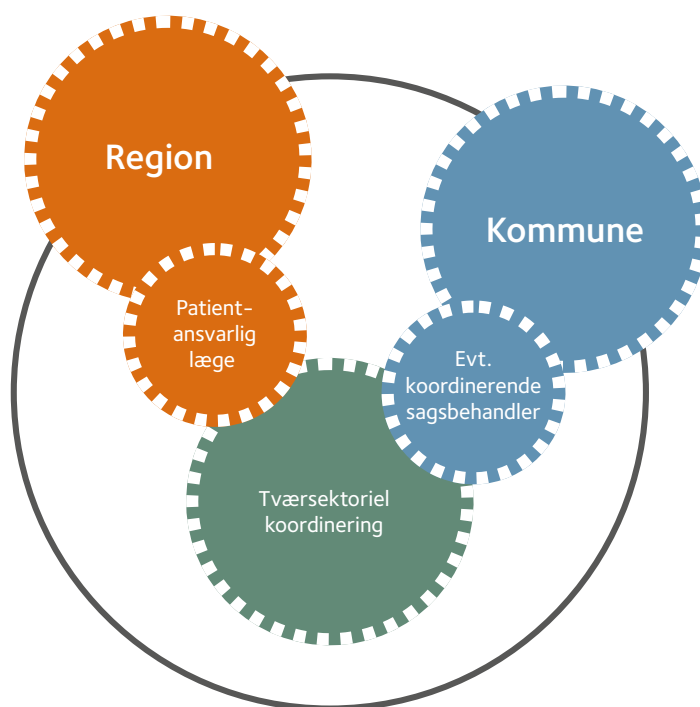 Region
Kommune
Patient-
ansvarlig
læge
Evt.
koordinerende
sagsbehandler
Tværsektoriel
koordinering